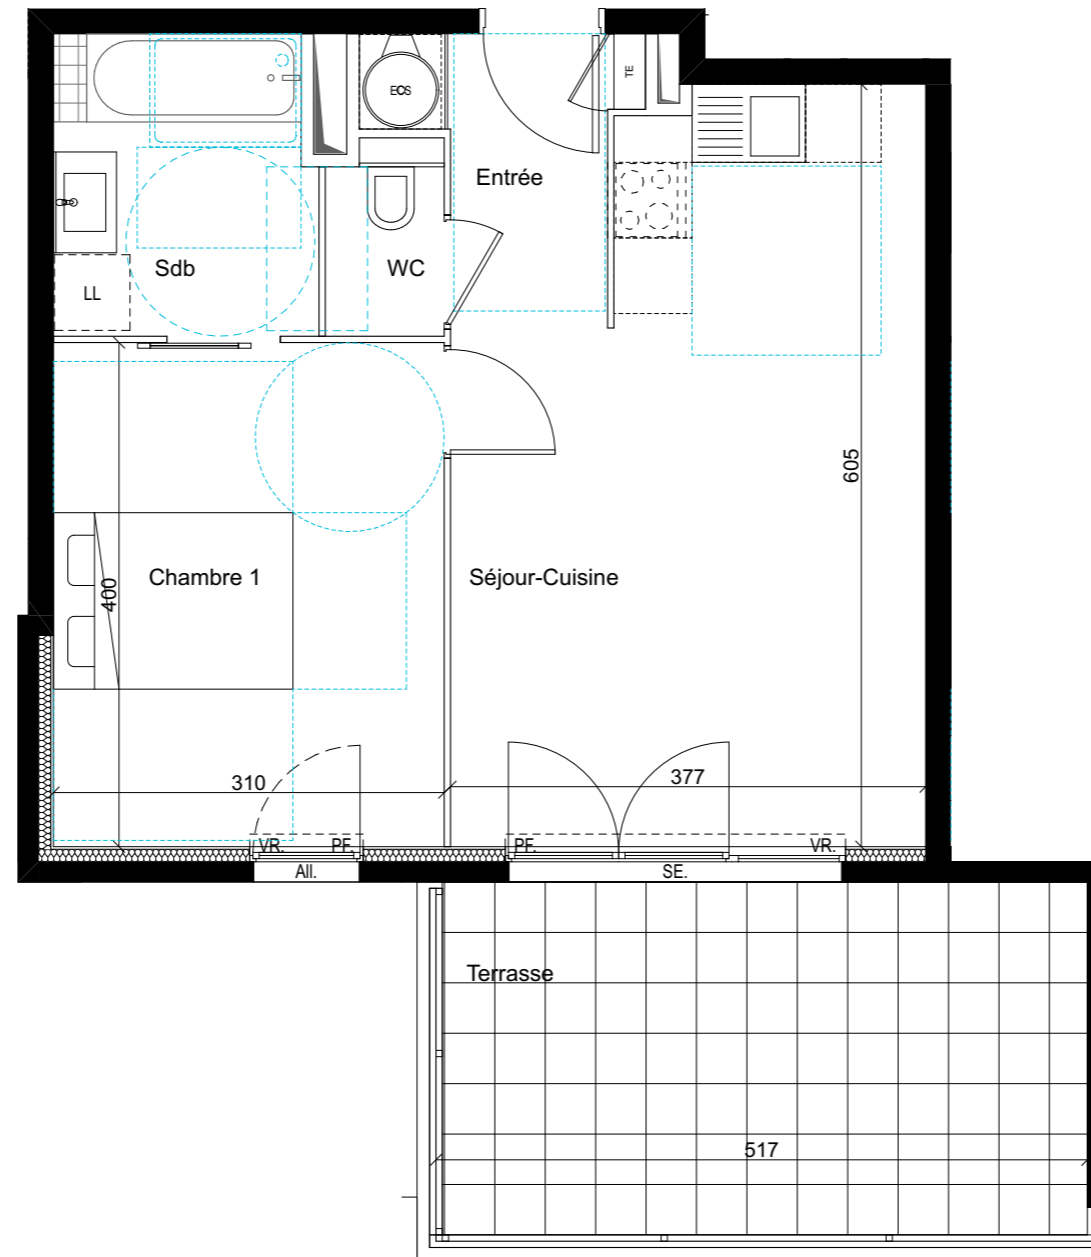 ECS
TE
Entrée
Sdb
WC
LL
605
Chambre 1
400
Séjour-Cuisine
310
377
VR.
PF.
PF.
VR.
All.
SE.
Terrasse
517